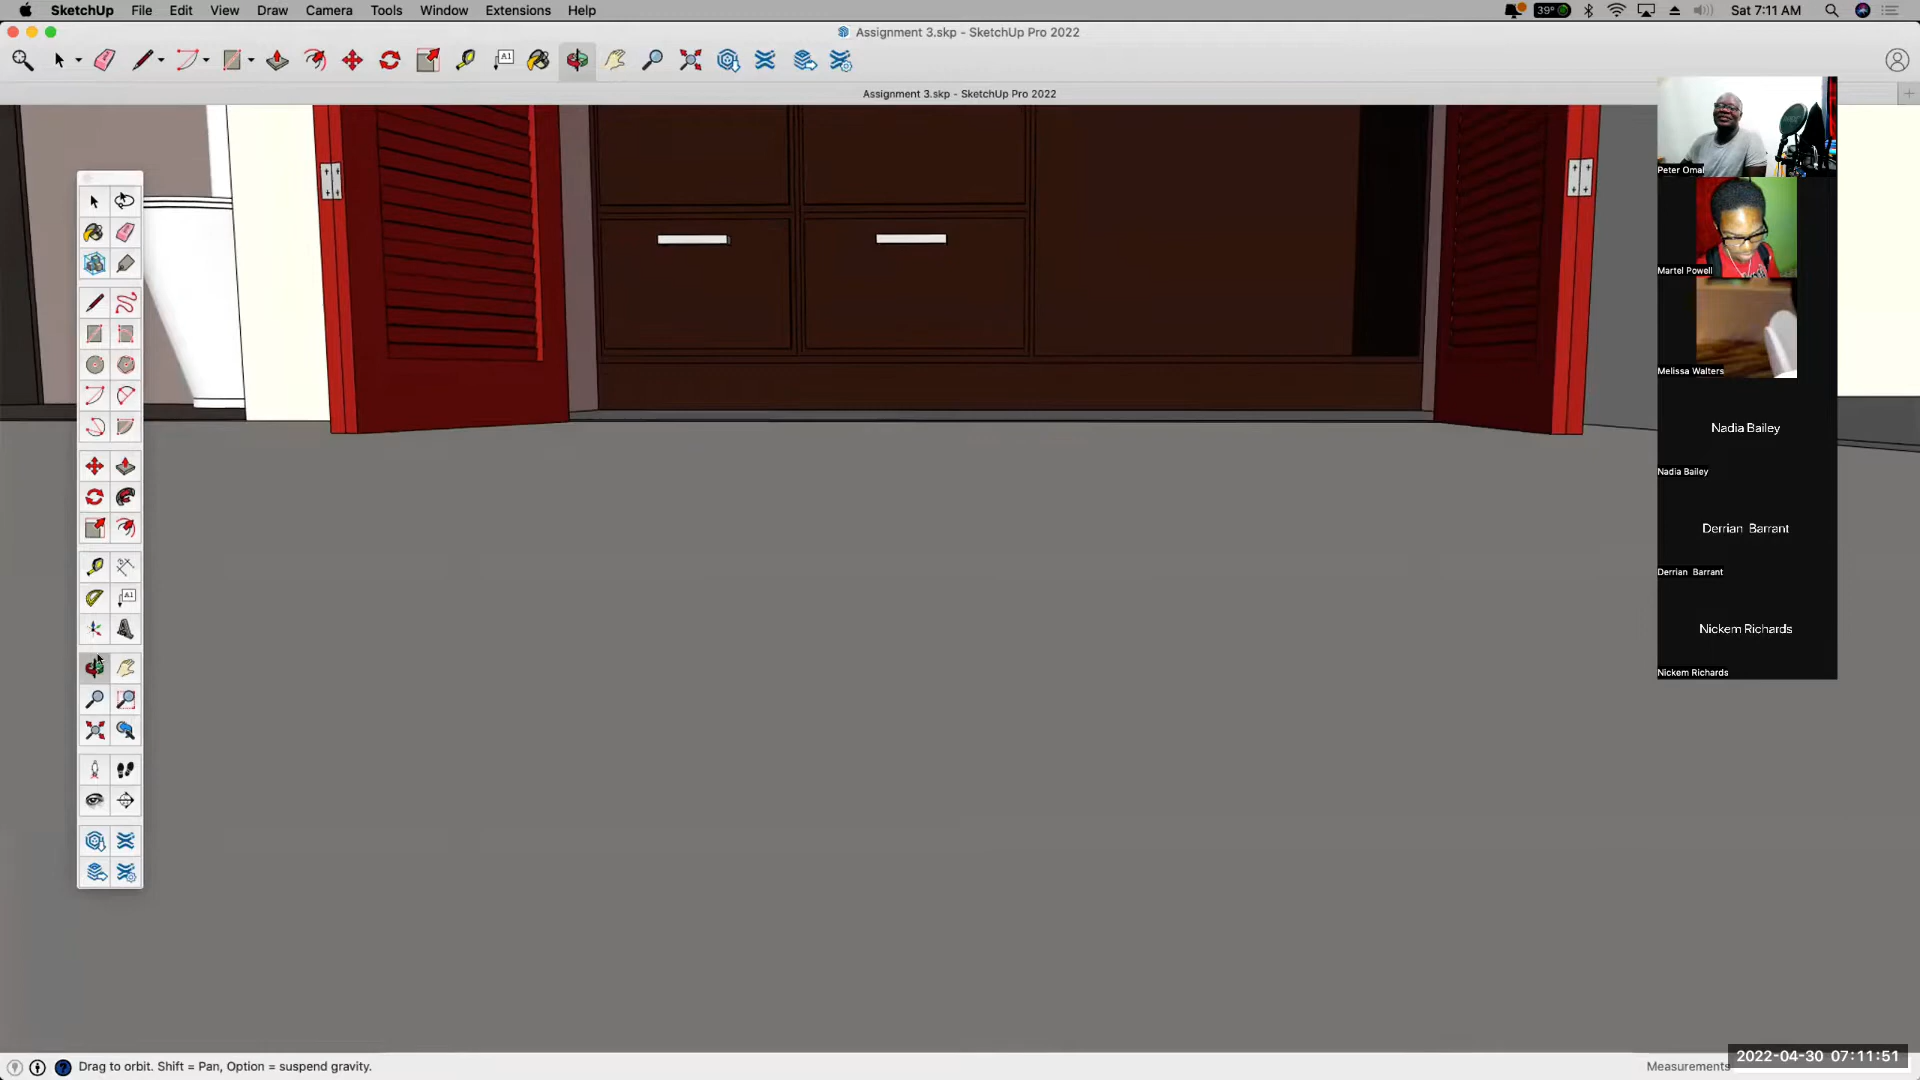 SketchUp File Edit View Draw Camera Tools Window Extensions Help
39° Sat 7:11 AM
Assignment 3.skp - SketchUp Pro 2022
A1
Assignment 3.skp - SketchUp Pro 2022
Peter Omal
Martel Powell
Melissa Walters
Nadia Bailey
Nadia Bailey
Derrian Barrant
Derrian Barrant
A1
Nickem Richards
Nickem Richards
Drag to orbit. Shift = Pan, Option = suspend gravity.
Measurements
2022-04-30 07:11:51